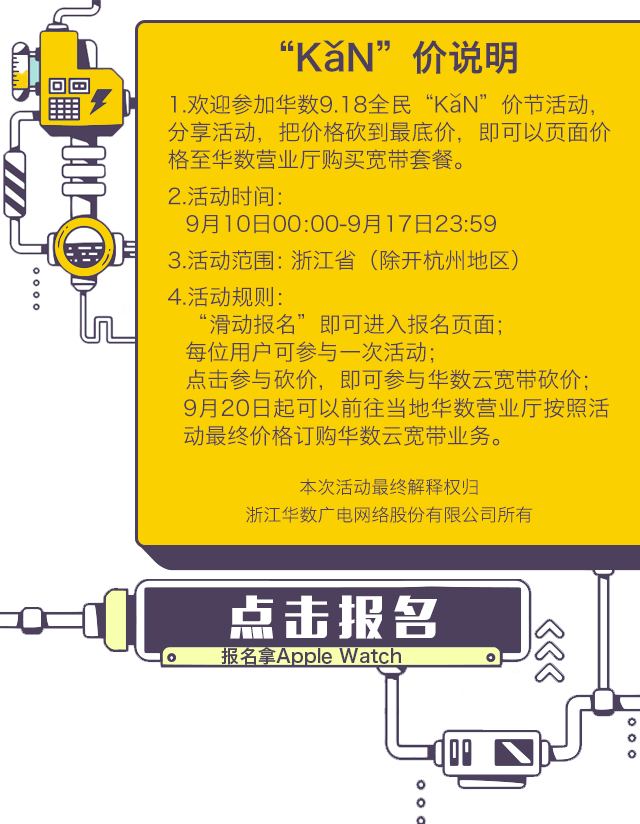 “KǎN”价说明
1.欢迎参加华数9.18全民“KǎN”价节活动，
分享活动，把价格砍到最底价，即可以页面价
格至华数营业厅购买宽带套餐。
2.活动时间：
9月10日00:00-9月17日23:59
3.活动范围：浙江省（除开杭州地区）
4.活动规则：
“滑动报名”即可进入报名页面；
每位用户可参与一次活动；
点击参与砍价，即可参与华数云宽带砍价；
9月20日起可以前往当地华数营业厅按照活
动最终价格订购华数云宽带业务。
本次活动最终解释权归
浙江华数广电网络股份有限公司所有
点击报名
报名拿Apple Watch